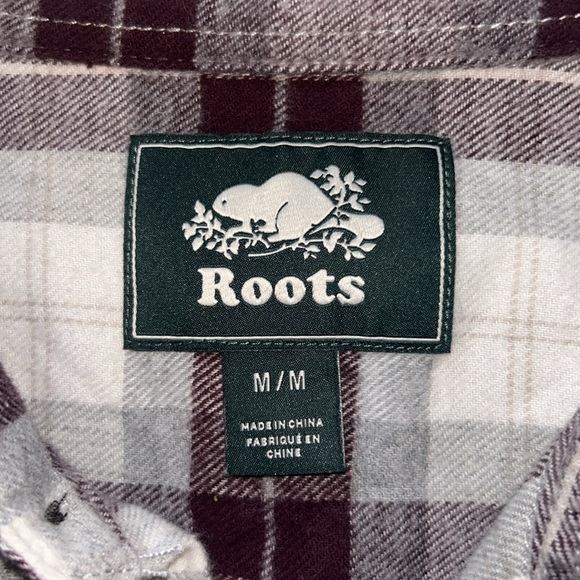 Roots
M/M
MADE IN CHINA
FABRIQUÉ EN
CHINE